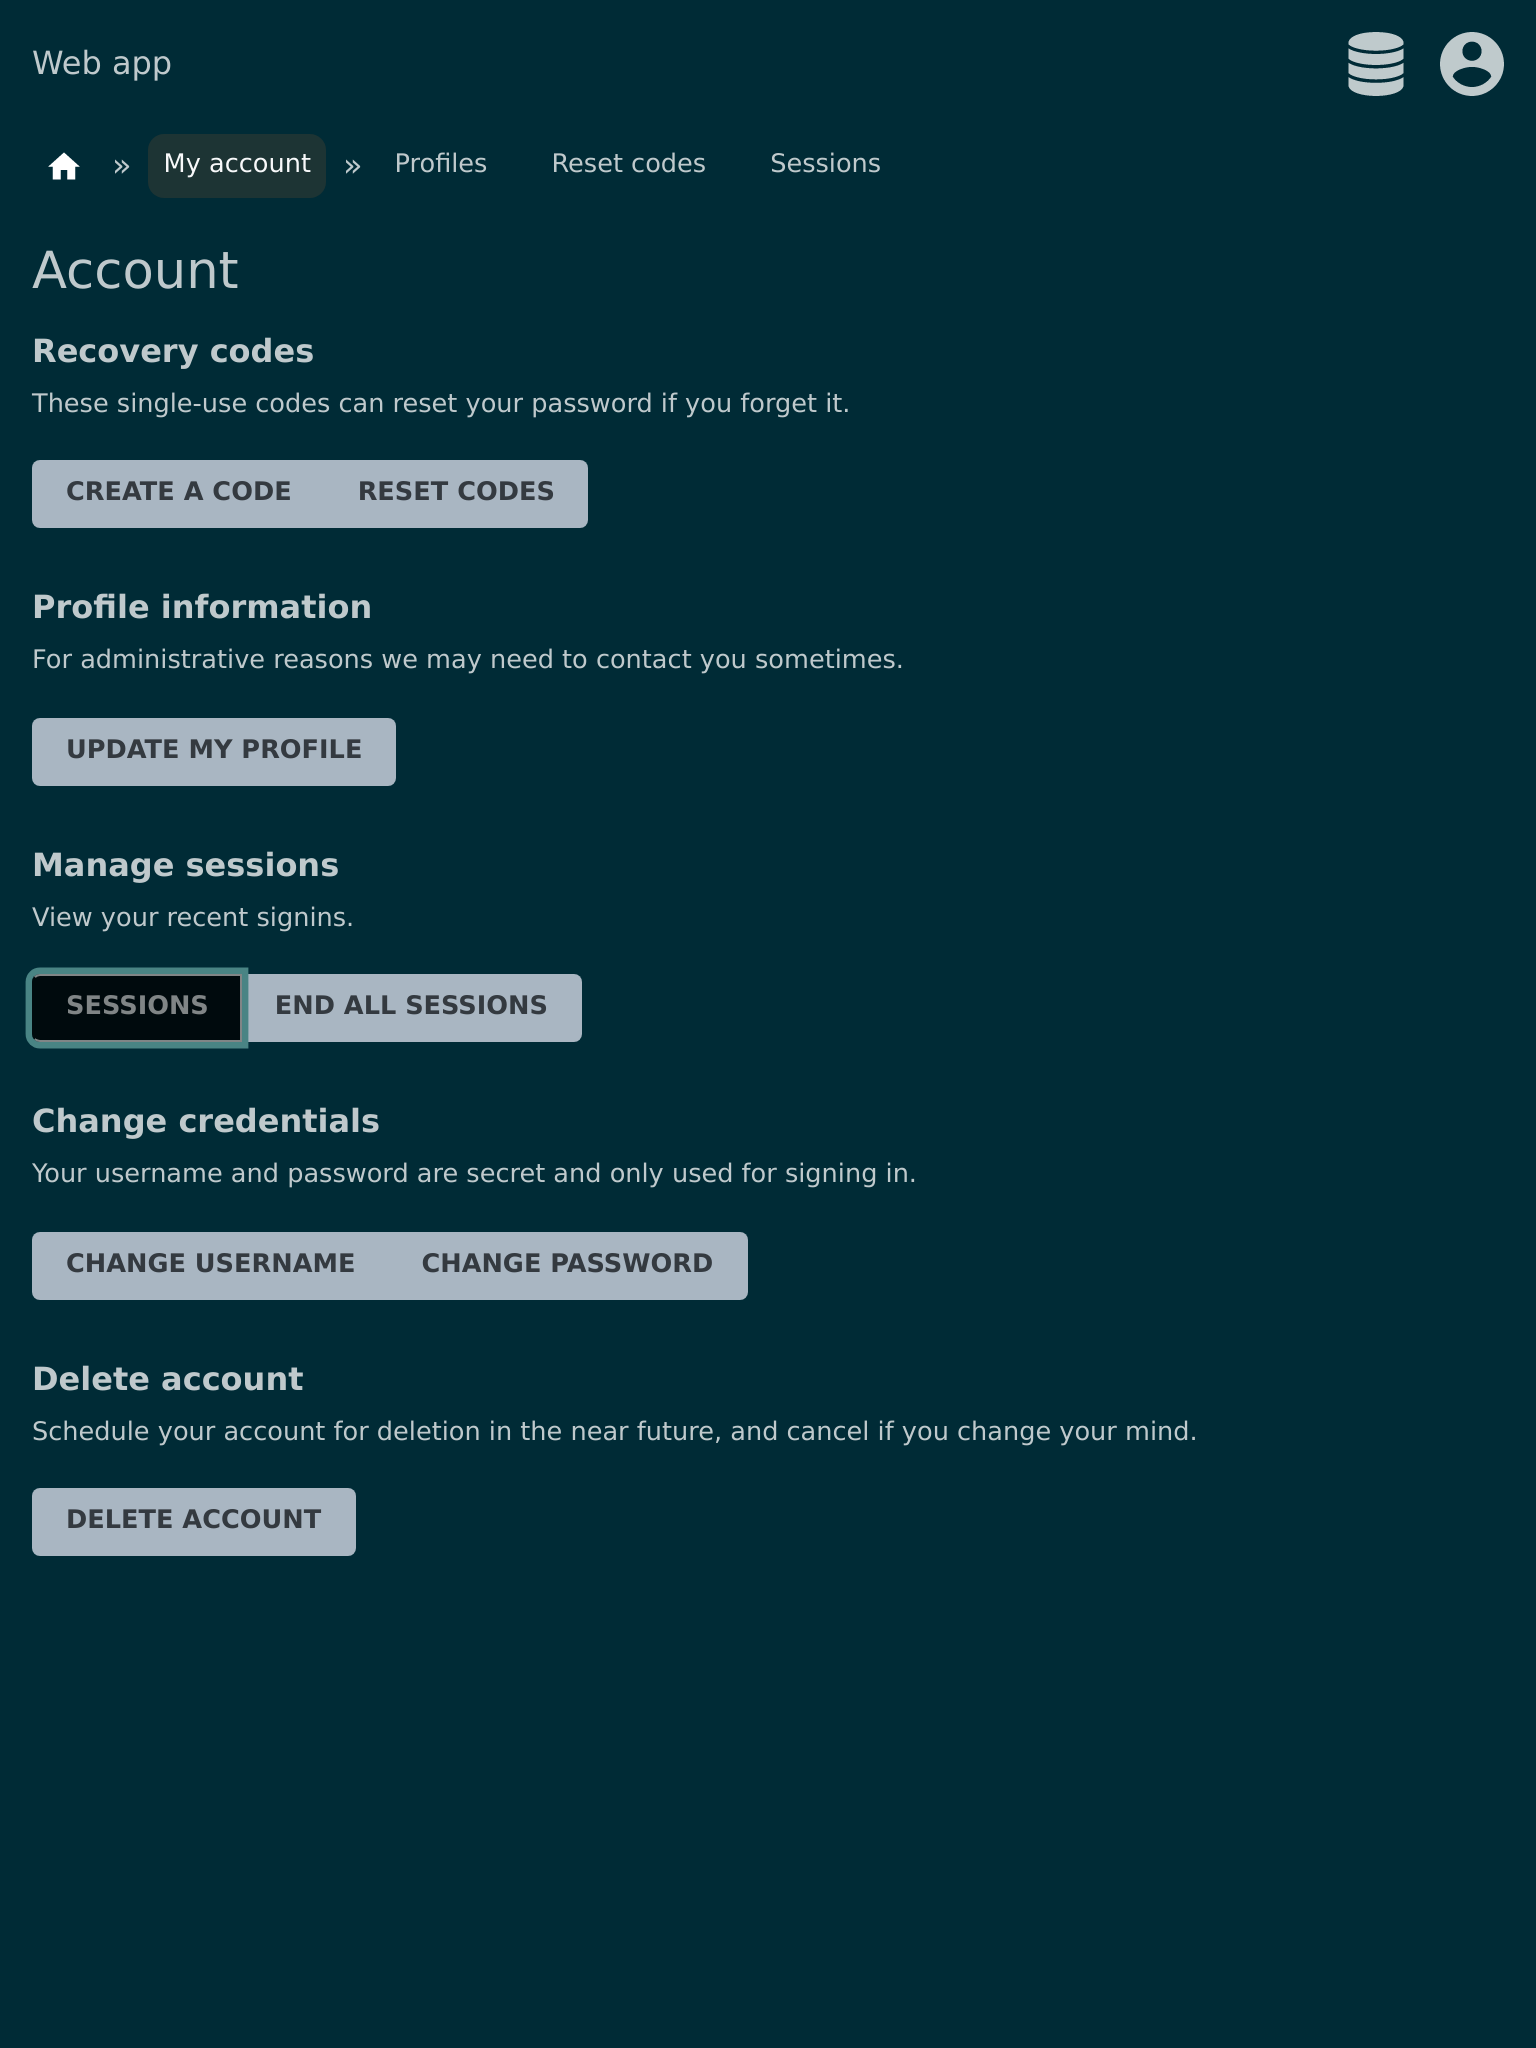 Web app
» My account » Profiles Reset codes Sessions
Account
Recovery codes
These single-use codes can reset your password if you forget it.
CREATE A CODE RESET CODES
Profile information
For administrative reasons we may need to contact you sometimes.
UPDATE MY PROFILE
Manage sessions
View your recent signins.
SESSIONS END ALL SESSIONS
Change credentials
Your username and password are secret and only used for signing in.
CHANGE USERNAME CHANGE PASSWORD
Delete account
Schedule your account for deletion in the near future, and cancel if you change your mind.
DELETE ACCOUNT